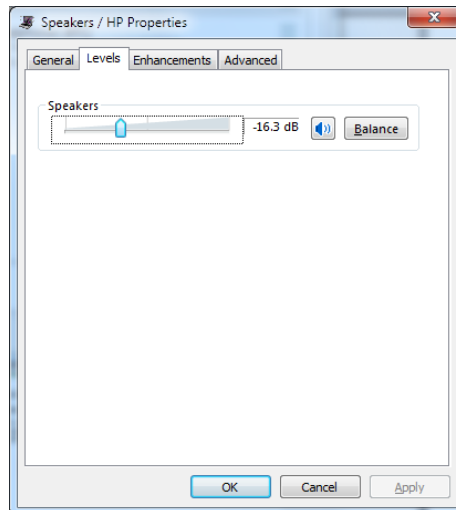 Speakers / HP Properties
General Levels Enhancements Advanced
Speakers
-16.3 dB Balance
OK Cancel Apply